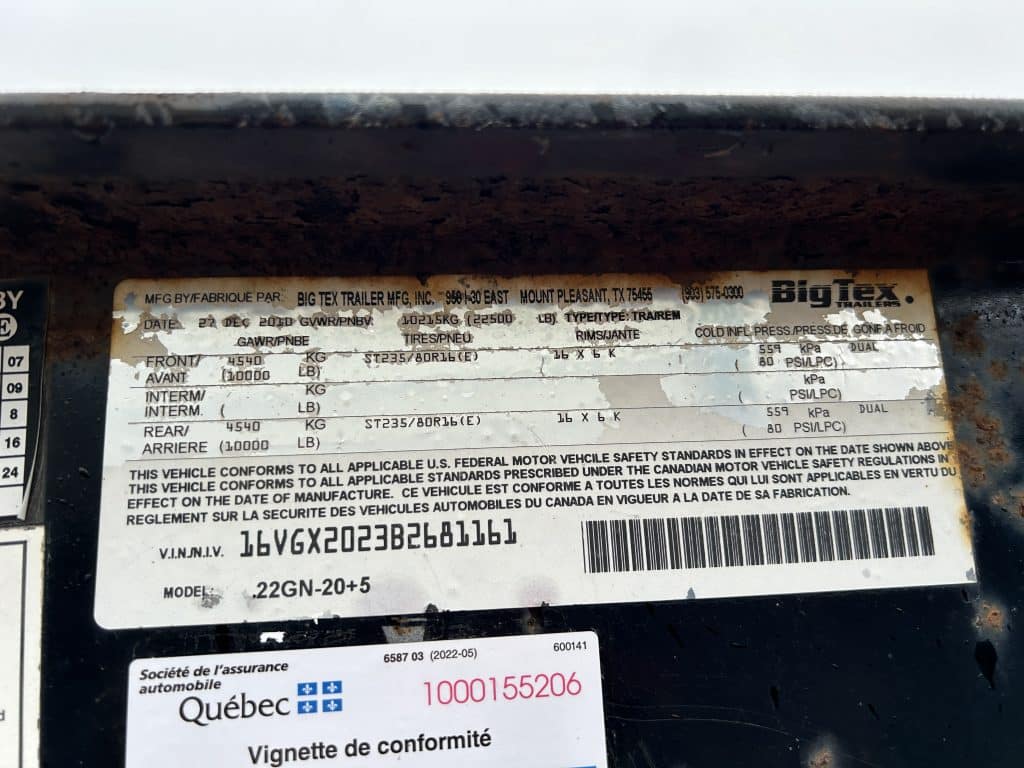 BY
E
07
09
8
16
24
d
MFG BY/FABRIQUE PAR: BIG TEX TRAILER MFG, INC. 950 I-30 EAST MOUNT PLEASANT, TX 75455 (903) 575-0300 BigTex TRAILERS
DATE: 27 DEC 2010 GVWR/PNBV: 10215KG (22500 LB) TYPE/TYPE: TRA/REM
GAWR/PNBE TIRES/PNEU RIMS/JANTE COLD INFL. PRESS./PRESS.DE GONF.A FROID
FRONT/ 4540 KG ST235/80R16(E) 16 X 6 K 559 kPa DUAL
AVANT (10000 LB) ( 80 PSI/LPC)
INTERM/ KG kPa
INTERM. ( LB) ( PSI/LPC)
REAR/ 4540 KG ST235/80R16(E) 16 X 6 K 559 kPa DUAL
ARRIERE (10000 LB) ( 80 PSI/LPC)
THIS VEHICLE CONFORMS TO ALL APPLICABLE U.S. FEDERAL MOTOR VEHCILE SAFETY STANDARDS IN EFFECT ON THE DATE SHOWN ABOVE
THIS VEHICLE CONFORMS TO ALL APPLICABLE STANDARDS PRESCRIBED UNDER THE CANADIAN MOTOR VEHICLE SAFETY REGULATIONS IN
EFFECT ON THE DATE OF MANUFACTURE. CE VEHICULE EST CONFORME A TOUTES LES NORMES QUI LUI SONT APPLICABLES EN VERTU DU
REGLEMENT SUR LA SECURITE DES VEHICULES AUTOMOBILES DU CANADA EN VIGUEUR A LA DATE DE SA FABRICATION.
V.I.N./N.I.V. 16VGX2023B2681161
MODEL: .22GN-20+5
Société de l'assurance 6587 03 (2022-05) 600141
automobile
Québec 1000155206
Vignette de conformité